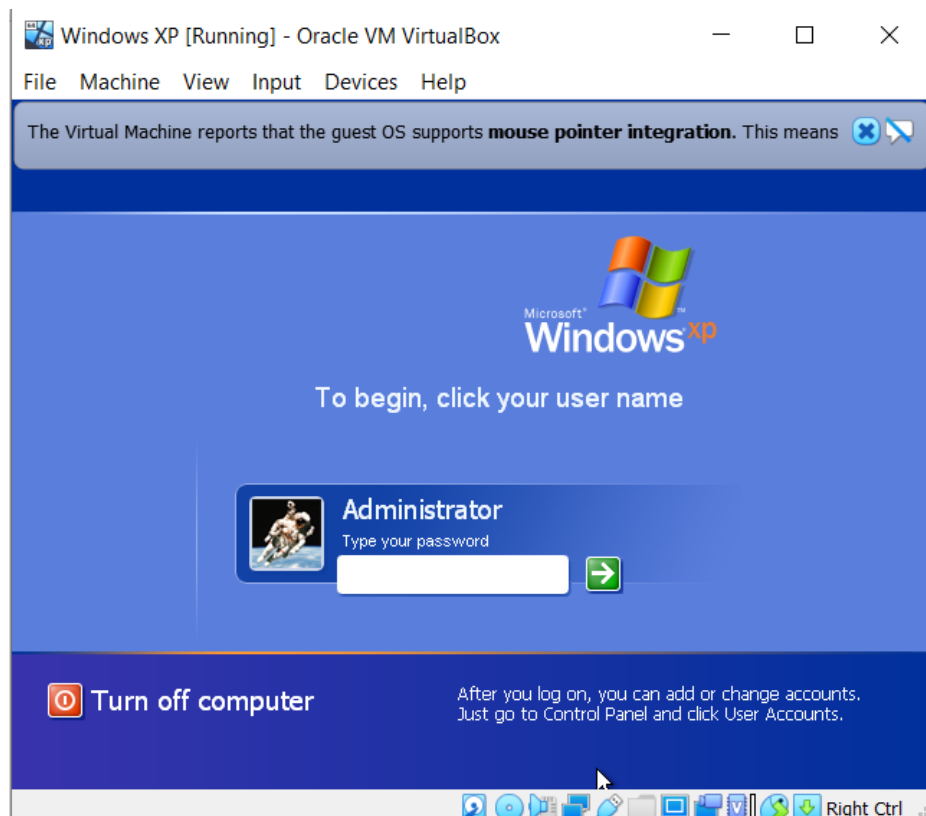 Windows XP [Running] - Oracle VM VirtualBox
File Machine View Input Devices Help
The Virtual Machine reports that the guest OS supports mouse pointer integration. This means
Microsoft®
Windows xp™
To begin, click your user name
Administrator
Type your password
Turn off computer
After you log on, you can add or change accounts.
Just go to Control Panel and click User Accounts.
Right Ctrl